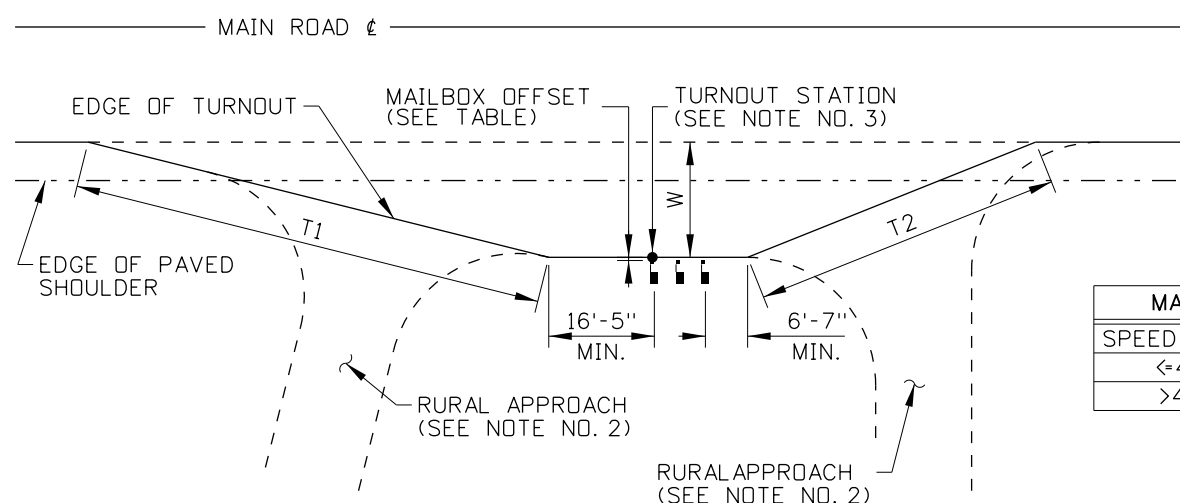 MAIN ROAD ℄
EDGE OF TURNOUT
MAILBOX OFFSET
(SEE TABLE)
TURNOUT STATION
(SEE NOTE NO. 3)
W
T1
T2
EDGE OF PAVED
SHOULDER
16'-5"
MIN.
6'-7"
MIN.
MA
SPEED
<=4
>4
RURAL APPROACH
(SEE NOTE NO. 2)
RURALAPPROACH
(SEE NOTE NO. 2)